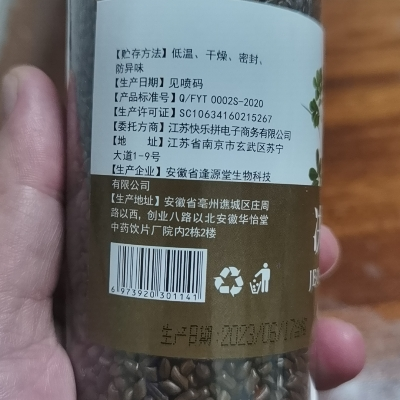 【贮存方法】低温、干燥、密封、
防异味
【生产日期】见喷码
【产品标准号】Q/FYT 0002S-2020
【生产许可证】SC10634160215267
【委托方商】江苏快乐拼电子商务有限公司
【地 址】江苏省南京市玄武区苏宁
大道1-9号
【生产企业】安徽省逢源堂生物科技
有限公司
【生产地址】安徽省亳州谯城区庄周
路以西，创业八路以北安徽华怡堂
中药饮片厂院内2栋2楼
6 973920 301141
生产日期:2023/06/17